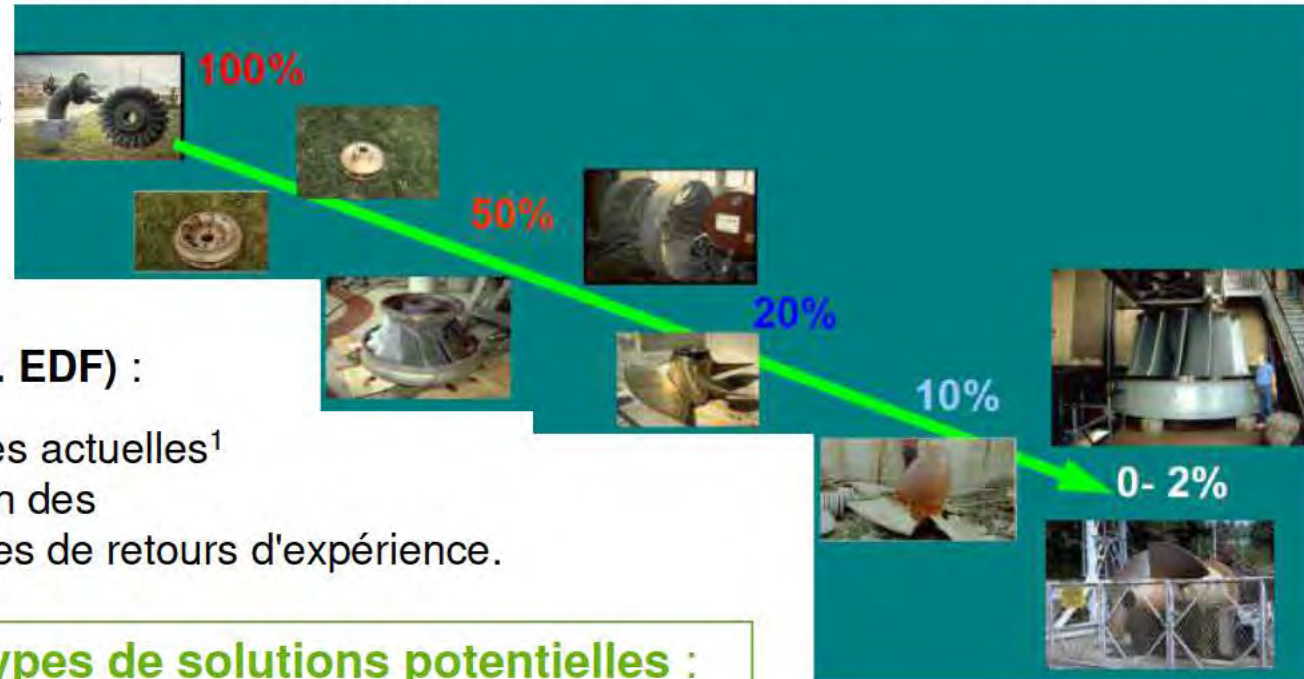 100%
50%
20%
10%
0- 2%
. EDF) :
es actuelles¹
n des
es de retours d'expérience.
ypes de solutions potentielles :